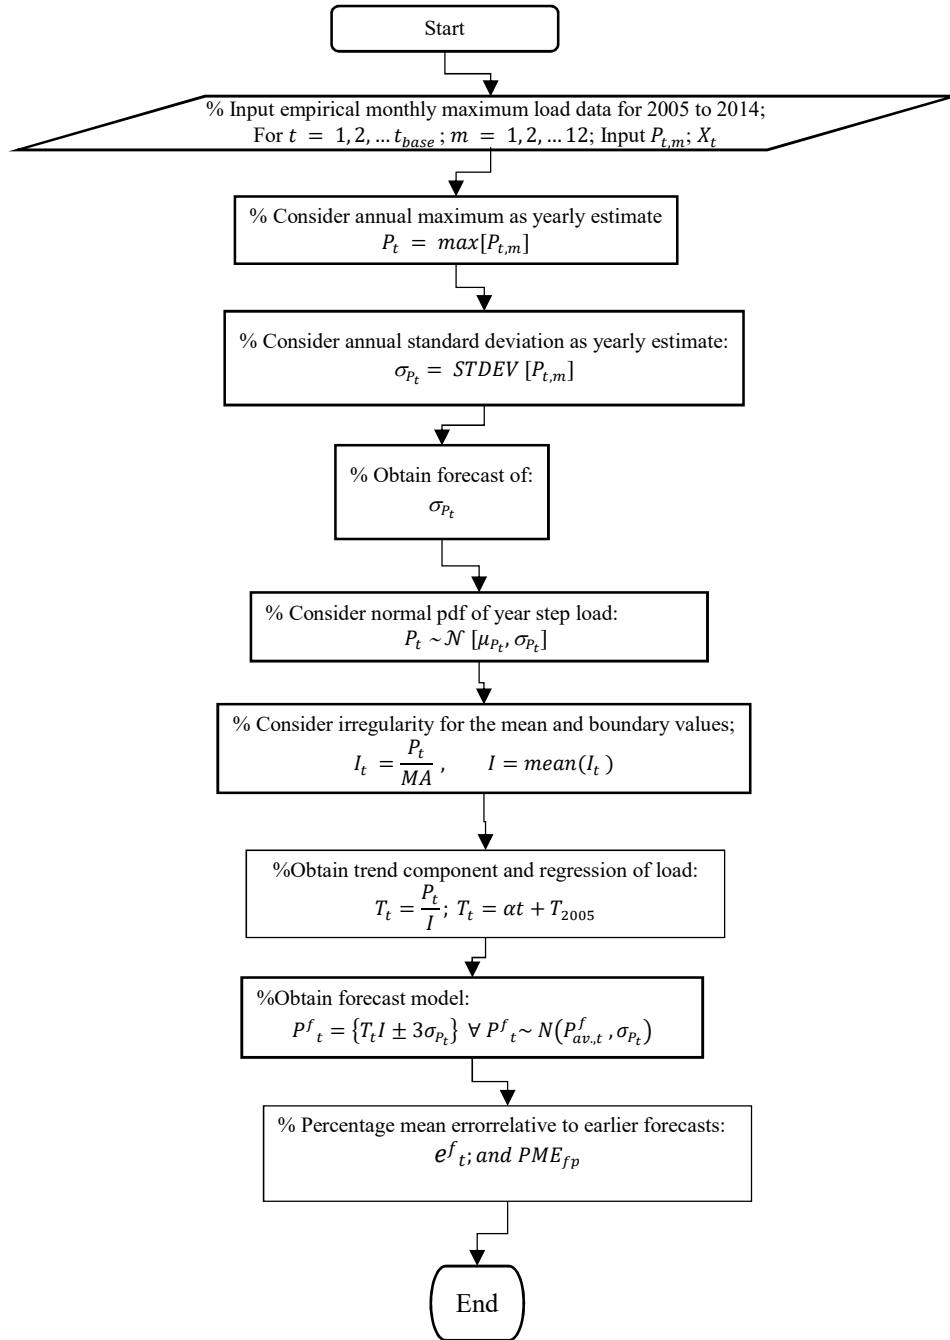 Start
% Input empirical monthly maximum load data for 2005 to 2014;
For t = 1, 2, … t_base ; m = 1, 2, … 12; Input P_t,m; X_t
% Consider annual maximum as yearly estimate
P_t = max[P_t,m]
% Consider annual standard deviation as yearly estimate:
σ_P_t = STDEV [P_t,m]
% Obtain forecast of:
σ_P_t
% Consider normal pdf of year step load:
P_t ~𝒩 [μ_P_t, σ_P_t]
% Consider irregularity for the mean and boundary values;
I_t = P_t/MA , I = mean(I_t )
%Obtain trend component and regression of load:
T_t = P_t/I; T_t = αt + T_2005
%Obtain forecast model:
P^f_t = {T_t I ± 3σ_P_t} ∀ P^f_t~ N(P^f_av.,t , σ_P_t)
% Percentage mean errorrelative to earlier forecasts:
e^f_t; and PME_fp
End